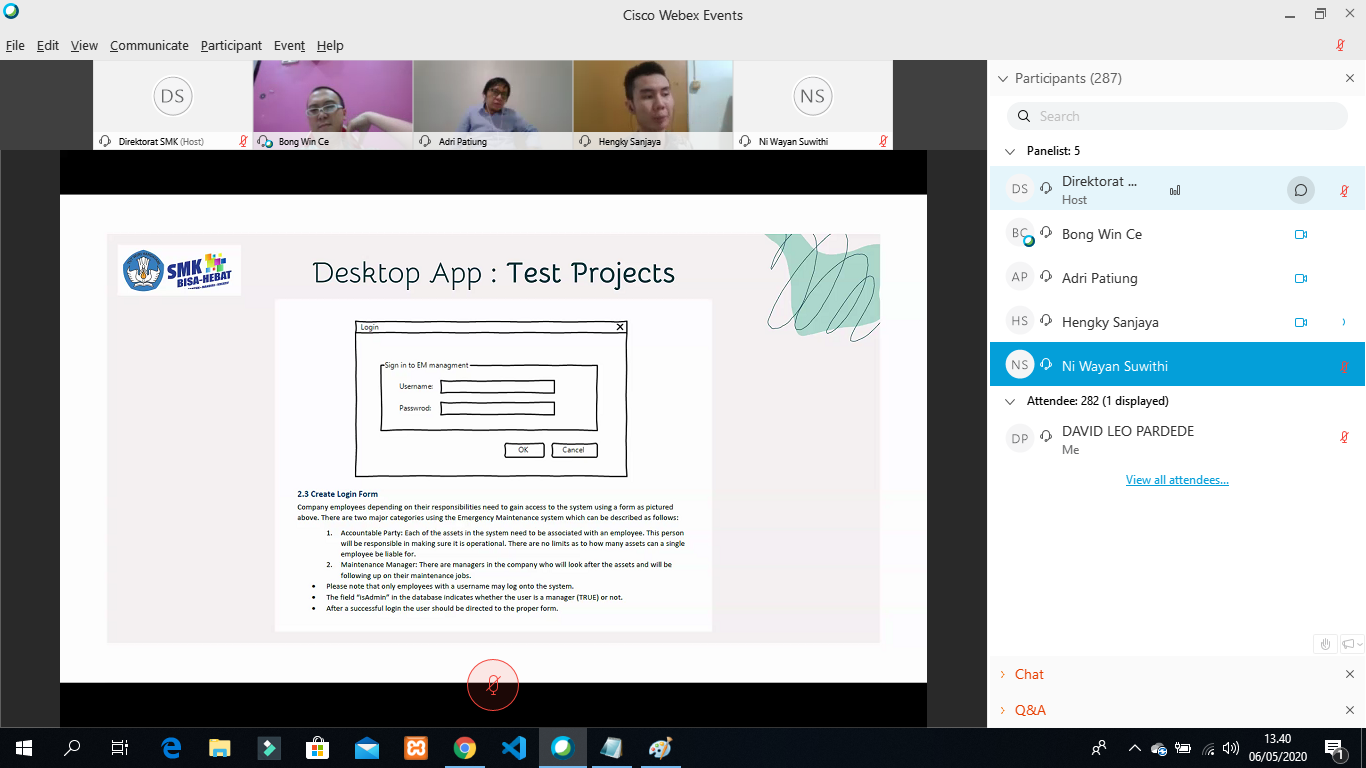 Cisco Webex Events
File Edit View Communicate Participant Event Help
DS
NS
Direktorat SMK (Host)
Bong Win Ce
Adri Patiung
Hengky Sanjaya
Ni Wayan Suwithi
SMK
BISA-HEBAT
Desktop App : Test Projects
Login
Sign in to EM managment
Username:
Passwrod:
OK
Cancel
2.3 Create Login Form
Company employees depending on their responsibilities need to gain access to the system using a form as pictured
above. There are two major categories using the Emergency Maintenance system which can be described as follows:
1. Accountable Party: Each of the assets in the system need to be associated with an employee. This person
will be responsible in making sure it is operational. There are no limits as to how many assets can a single
employee be liable for.
2. Maintenance Manager: There are managers in the company who will look after the assets and will be
following up on their maintenance jobs.
• Please note that only employees with a username may log onto the system.
• The field "isAdmin" in the database indicates whether the user is a manager (TRUE) or not.
• After a successful login the user should be directed to the proper form.
Participants (287)
Search
Panelist: 5
DS Direktorat ...
Host
BC Bong Win Ce
AP Adri Patiung
HS Hengky Sanjaya
NS Ni Wayan Suwithi
Attendee: 282 (1 displayed)
DP DAVID LEO PARDEDE
Me
View all attendees...
Chat
Q&A
13.40
06/05/2020
1